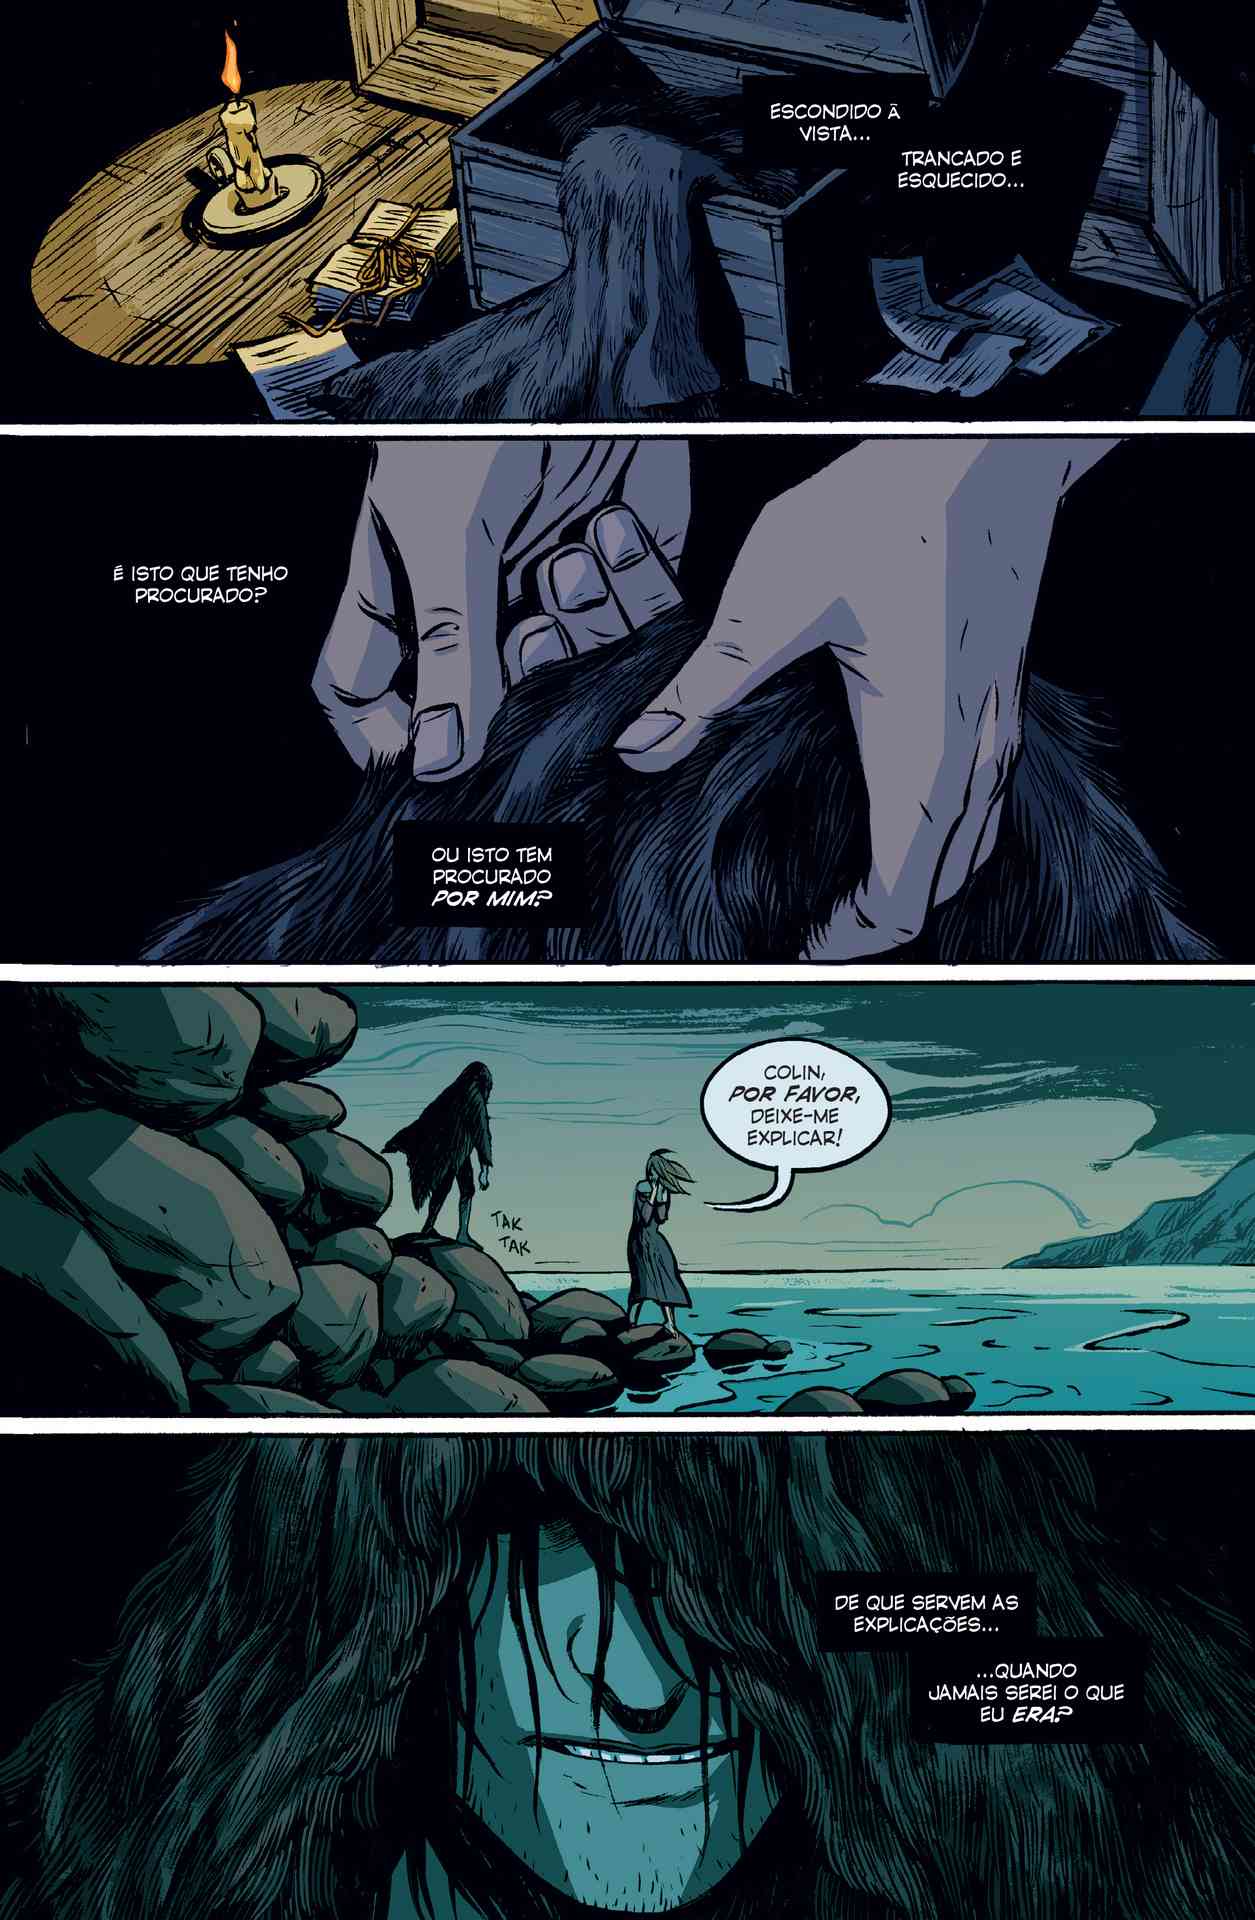 ESCONDIDO À
VISTA...
TRANCADO E
ESQUECIDO...
É ISTO QUE TENHO
PROCURADO?
OU ISTO TEM
PROCURADO
POR MIM?
COLIN,
POR FAVOR,
DEIXE-ME
EXPLICAR!
TAK
TAK
DE QUE SERVEM AS
EXPLICAÇÕES...
...QUANDO
JAMAIS SEREI O QUE
EU ERA?